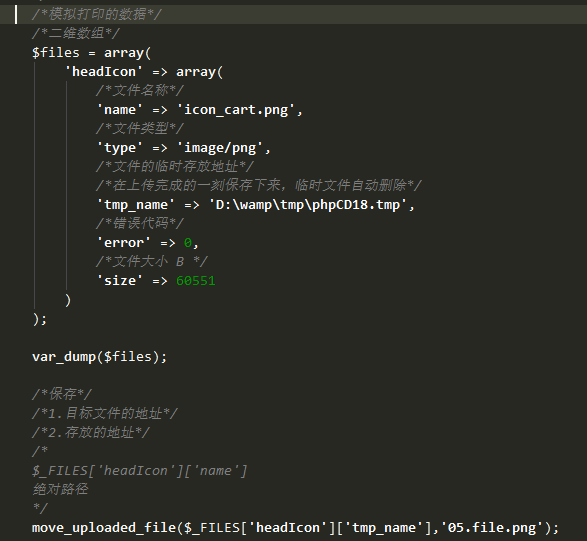 /*模拟打印的数据*/
/*二维数组*/
$files = array(
'headIcon' => array(
/*文件名称*/
'name' => 'icon_cart.png',
/*文件类型*/
'type' => 'image/png',
/*文件的临时存放地址*/
/*在上传完成的一刻保存下来, 临时文件自动删除*/
'tmp_name' => 'D:\wamp\tmp\phpCD18.tmp',
/*错误代码*/
'error' => 0,
/*文件大小 B */
'size' => 60551
)
);
var_dump($files);
/*保存*/
/*1.目标文件的地址*/
/*2.存放的地址*/
/*
$_FILES['headIcon']['name']
绝对路径
*/
move_uploaded_file($_FILES['headIcon']['tmp_name'],'05.file.png');